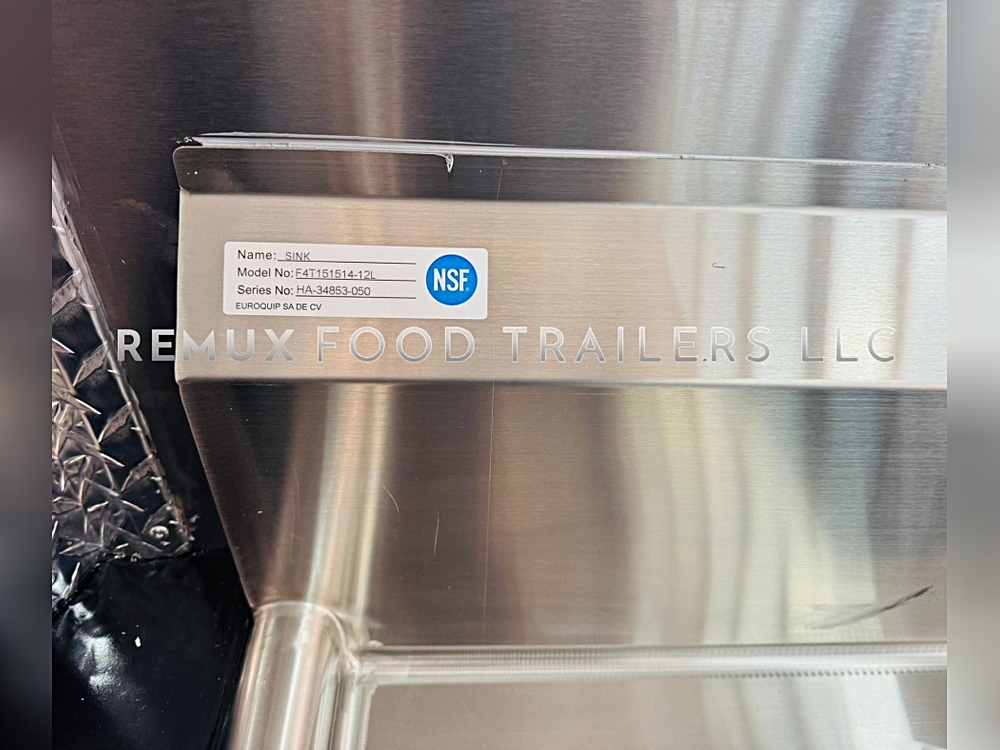 Name: SINK
Model No: F4T151514-12L
Series No: HA-34853-050
EUROQUIP SA DE CV
NSF®
REMUX FOOD TRAILERS LLC